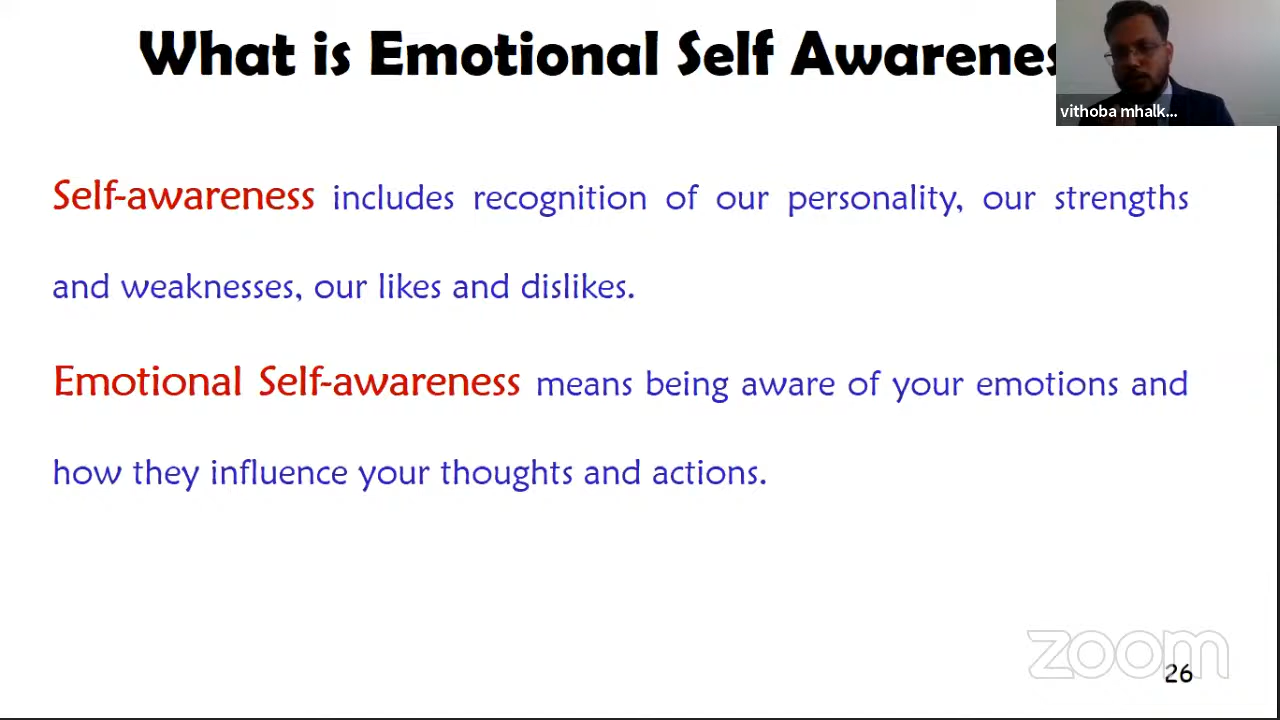 What is Emotional Self Awarenes
vithoba mhalk...
Self-awareness includes recognition of our personality, our strengths
and weaknesses, our likes and dislikes.
Emotional Self-awareness means being aware of your emotions and
how they influence your thoughts and actions.
zoom
26